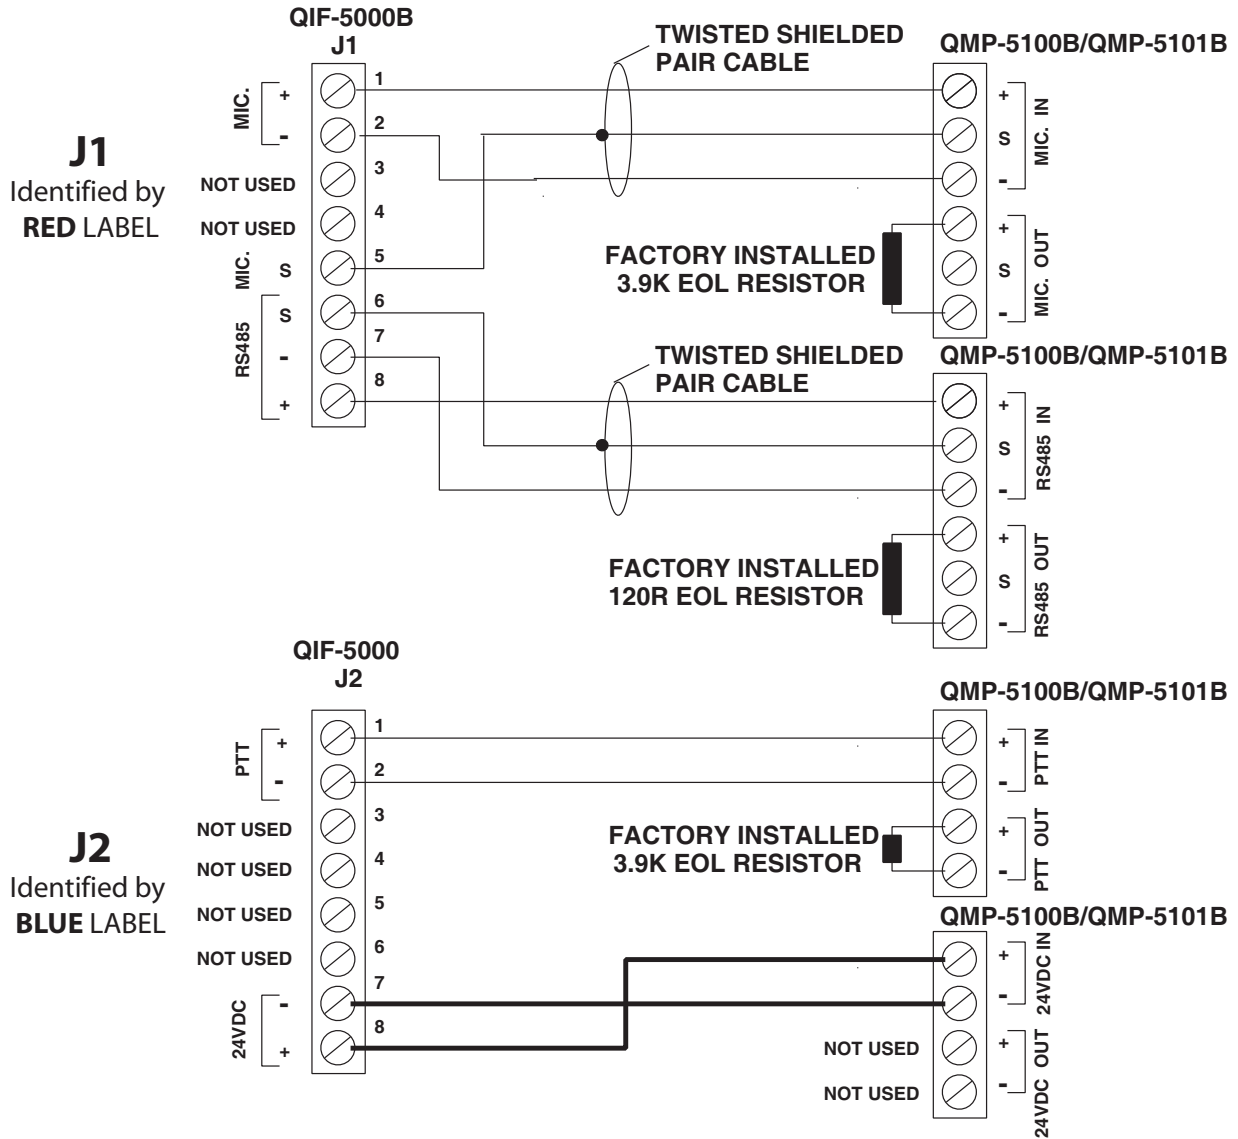 QIF-5000B
J1
TWISTED SHIELDED
PAIR CABLE
QMP-5100B/QMP-5101B
J1
Identified by
RED LABEL
MIC.
+
-
NOT USED
NOT USED
MIC.
S
RS485
S
-
+
1
2
3
4
5
6
7
8
+
S
-
MIC. IN
FACTORY INSTALLED
3.9K EOL RESISTOR
+
S
-
MIC. OUT
TWISTED SHIELDED
PAIR CABLE
QMP-5100B/QMP-5101B
+
S
-
RS485 IN
FACTORY INSTALLED
120R EOL RESISTOR
+
S
-
RS485 OUT
QIF-5000
J2
QMP-5100B/QMP-5101B
J2
Identified by
BLUE LABEL
PTT
+
-
NOT USED
NOT USED
NOT USED
NOT USED
24VDC
-
+
1
2
3
4
5
6
7
8
+
-
PTT IN
FACTORY INSTALLED
3.9K EOL RESISTOR
+
-
PTT OUT
QMP-5100B/QMP-5101B
+
-
24VDC IN
NOT USED
NOT USED
+
-
24VDC OUT